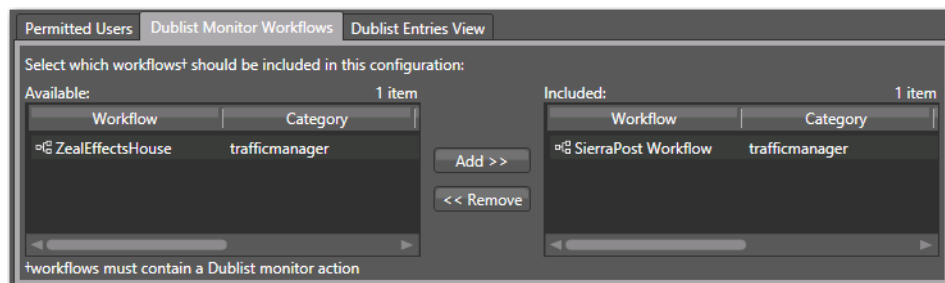 Permitted Users Dublist Monitor Workflows Dublist Entries View
Select which workflows† should be included in this configuration:
Available: 1 item Included: 1 item
Workflow Category Workflow Category
ZealEffectsHouse trafficmanager SierraPost Workflow trafficmanager
Add >>
<< Remove
†workflows must contain a Dublist monitor action